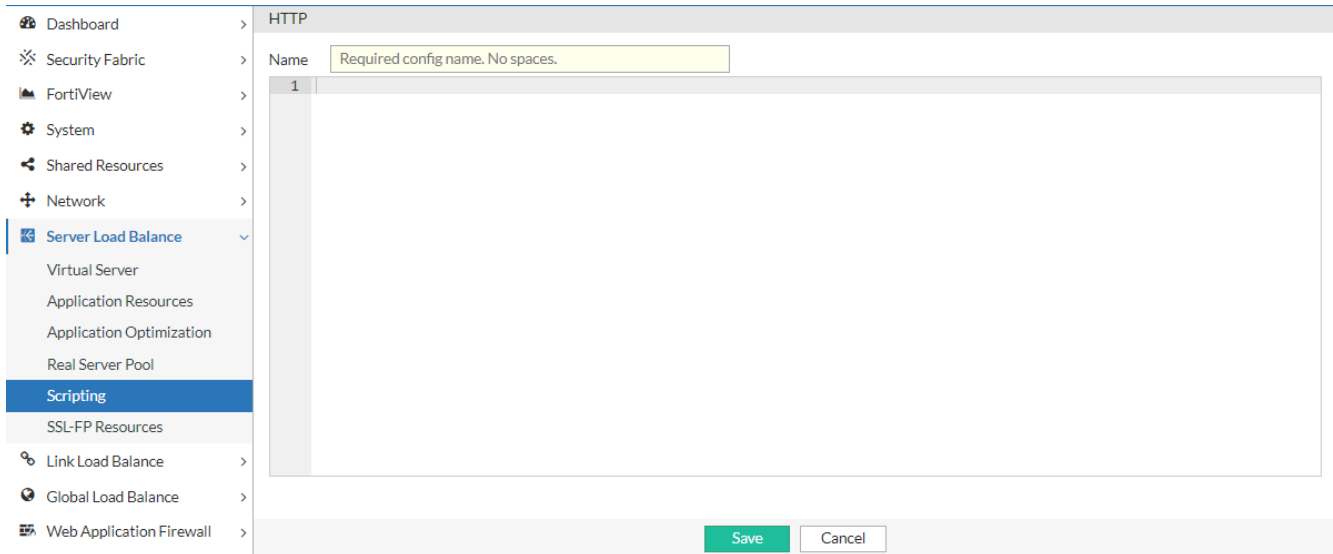 Dashboard
Security Fabric
FortiView
System
Shared Resources
Network
Server Load Balance
Virtual Server
Application Resources
Application Optimization
Real Server Pool
Scripting
SSL-FP Resources
Link Load Balance
Global Load Balance
Web Application Firewall
HTTP
Name Required config name. No spaces.
1
Save Cancel